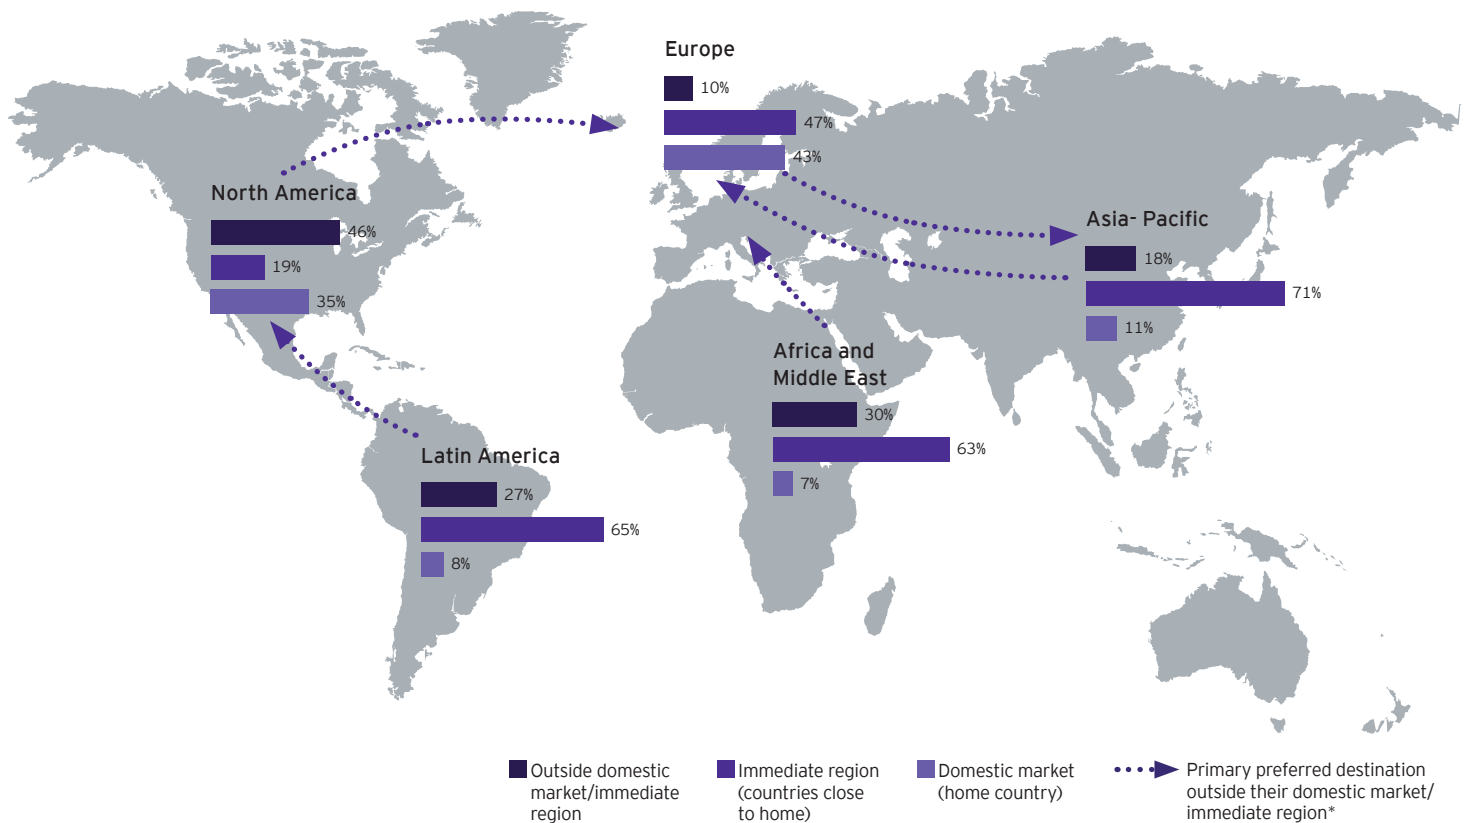 Europe
10%
47%
43%
North America
46%
19%
35%
Asia- Pacific
18%
71%
11%
Africa and
Middle East
30%
63%
7%
Latin America
27%
65%
8%
Outside domestic
market/immediate
region
Immediate region
(countries close
to home)
Domestic market
(home country)
Primary preferred destination
outside their domestic market/
immediate region*